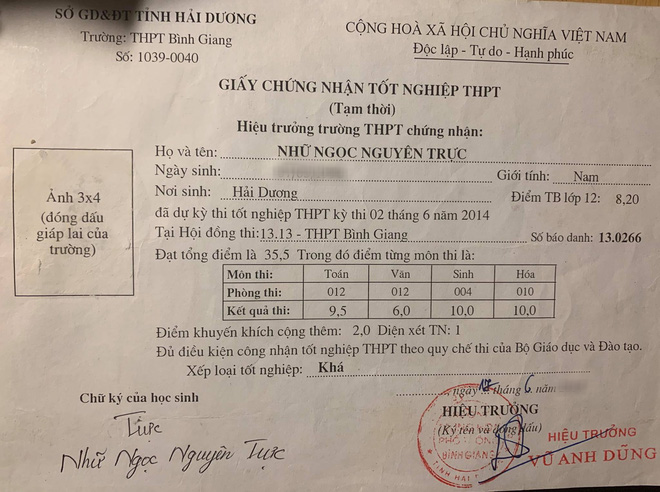 SỞ GD&ĐT TỈNH HẢI DƯƠNG
Trường: THPT Bình Giang
Số: 1039-0040
CỘNG HOÀ XÃ HỘI CHỦ NGHĨA VIỆT NAM
Độc lập - Tự do - Hạnh phúc
GIẤY CHỨNG NHẬN TỐT NGHIỆP THPT
(Tạm thời)
Hiệu trưởng trường THPT chứng nhận:
Họ và tên: NHỮ NGỌC NGUYÊN TRỰC
Ngày sinh: Giới tính: Nam
Nơi sinh: Hải Dương Điểm TB lớp 12: 8,20
đã dự kỳ thi tốt nghiệp THPT kỳ thi 02 tháng 6 năm 2014
Tại Hội đồng thi: 13.13 - THPT Bình Giang Số báo danh: 13.0266
Đạt tổng điểm là 35,5 Trong đó điểm từng môn thi là:
Môn thi: Toán Văn Sinh Hóa
Phòng thi: 012 012 004 010
Kết quả thi: 9,5 6,0 10,0 10,0
Điểm khuyến khích cộng thêm: 2,0 Diện xét TN: 1
Đủ điều kiện công nhận tốt nghiệp THPT theo quy chế thi của Bộ Giáo dục và Đào tạo.
Xếp loại tốt nghiệp: Khá
Ảnh 3x4
(đóng dấu
giáp lai của
trường)
Chữ ký của học sinh
Trực
Nhữ Ngọc Nguyên Trực
ngày tháng 6 năm
HIỆU TRƯỞNG
(Ký tên và đóng dấu)
BÌNH GIANG
HIỆU TRƯỞNG
VŨ ANH DŨNG